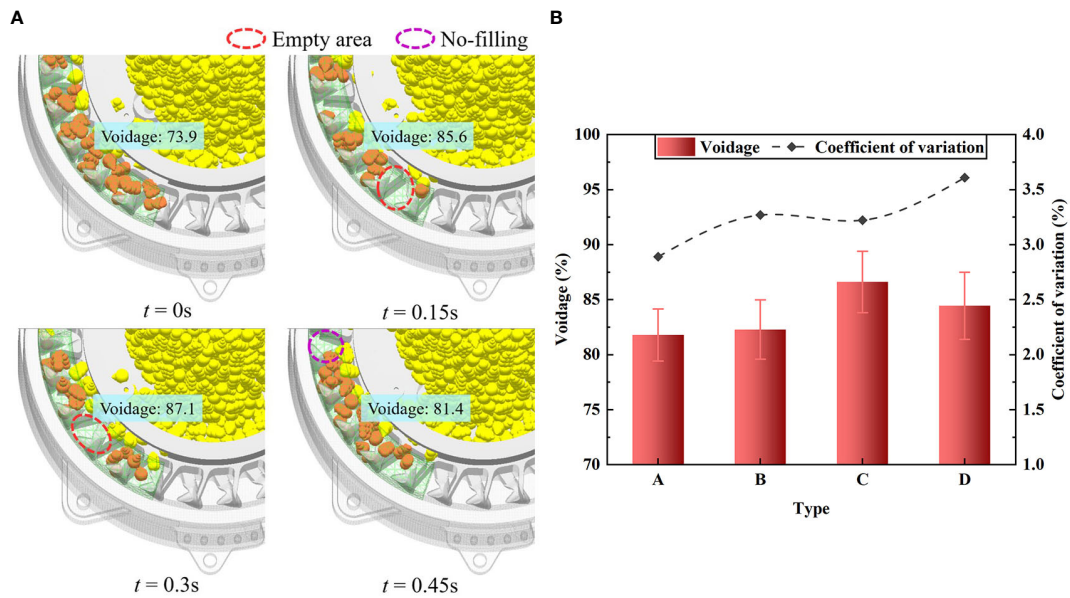 A
Empty area
No-filling
Voidage: 73.9
t = 0s
Voidage: 85.6
t = 0.15s
Voidage: 87.1
t = 0.3s
Voidage: 81.4
t = 0.45s
B
Voidage
Coefficient of variation
Voidage (%)
100
95
90
85
80
75
70
4.0
3.5
3.0
2.5
2.0
1.5
1.0
Coefficient of variation (%)
A B C D
Type